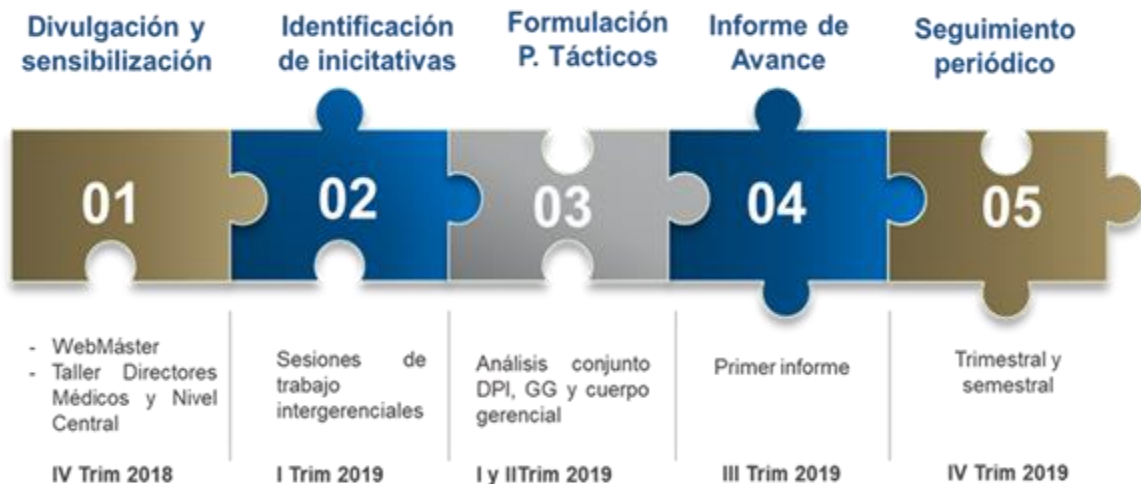 Divulgación y
sensibilización
Identificación
de inicitativas
Formulación
P. Tácticos
Informe de
Avance
Seguimiento
periódico
01
02
03
04
05
- WebMáster
- Taller Directores
Médicos y Nivel
Central
Sesiones de
trabajo
intergerenciales
Análisis conjunto
DPI, GG y cuerpo
gerencial
Primer informe
Trimestral y
semestral
IV Trim 2018
I Trim 2019
I y IITrim 2019
III Trim 2019
IV Trim 2019